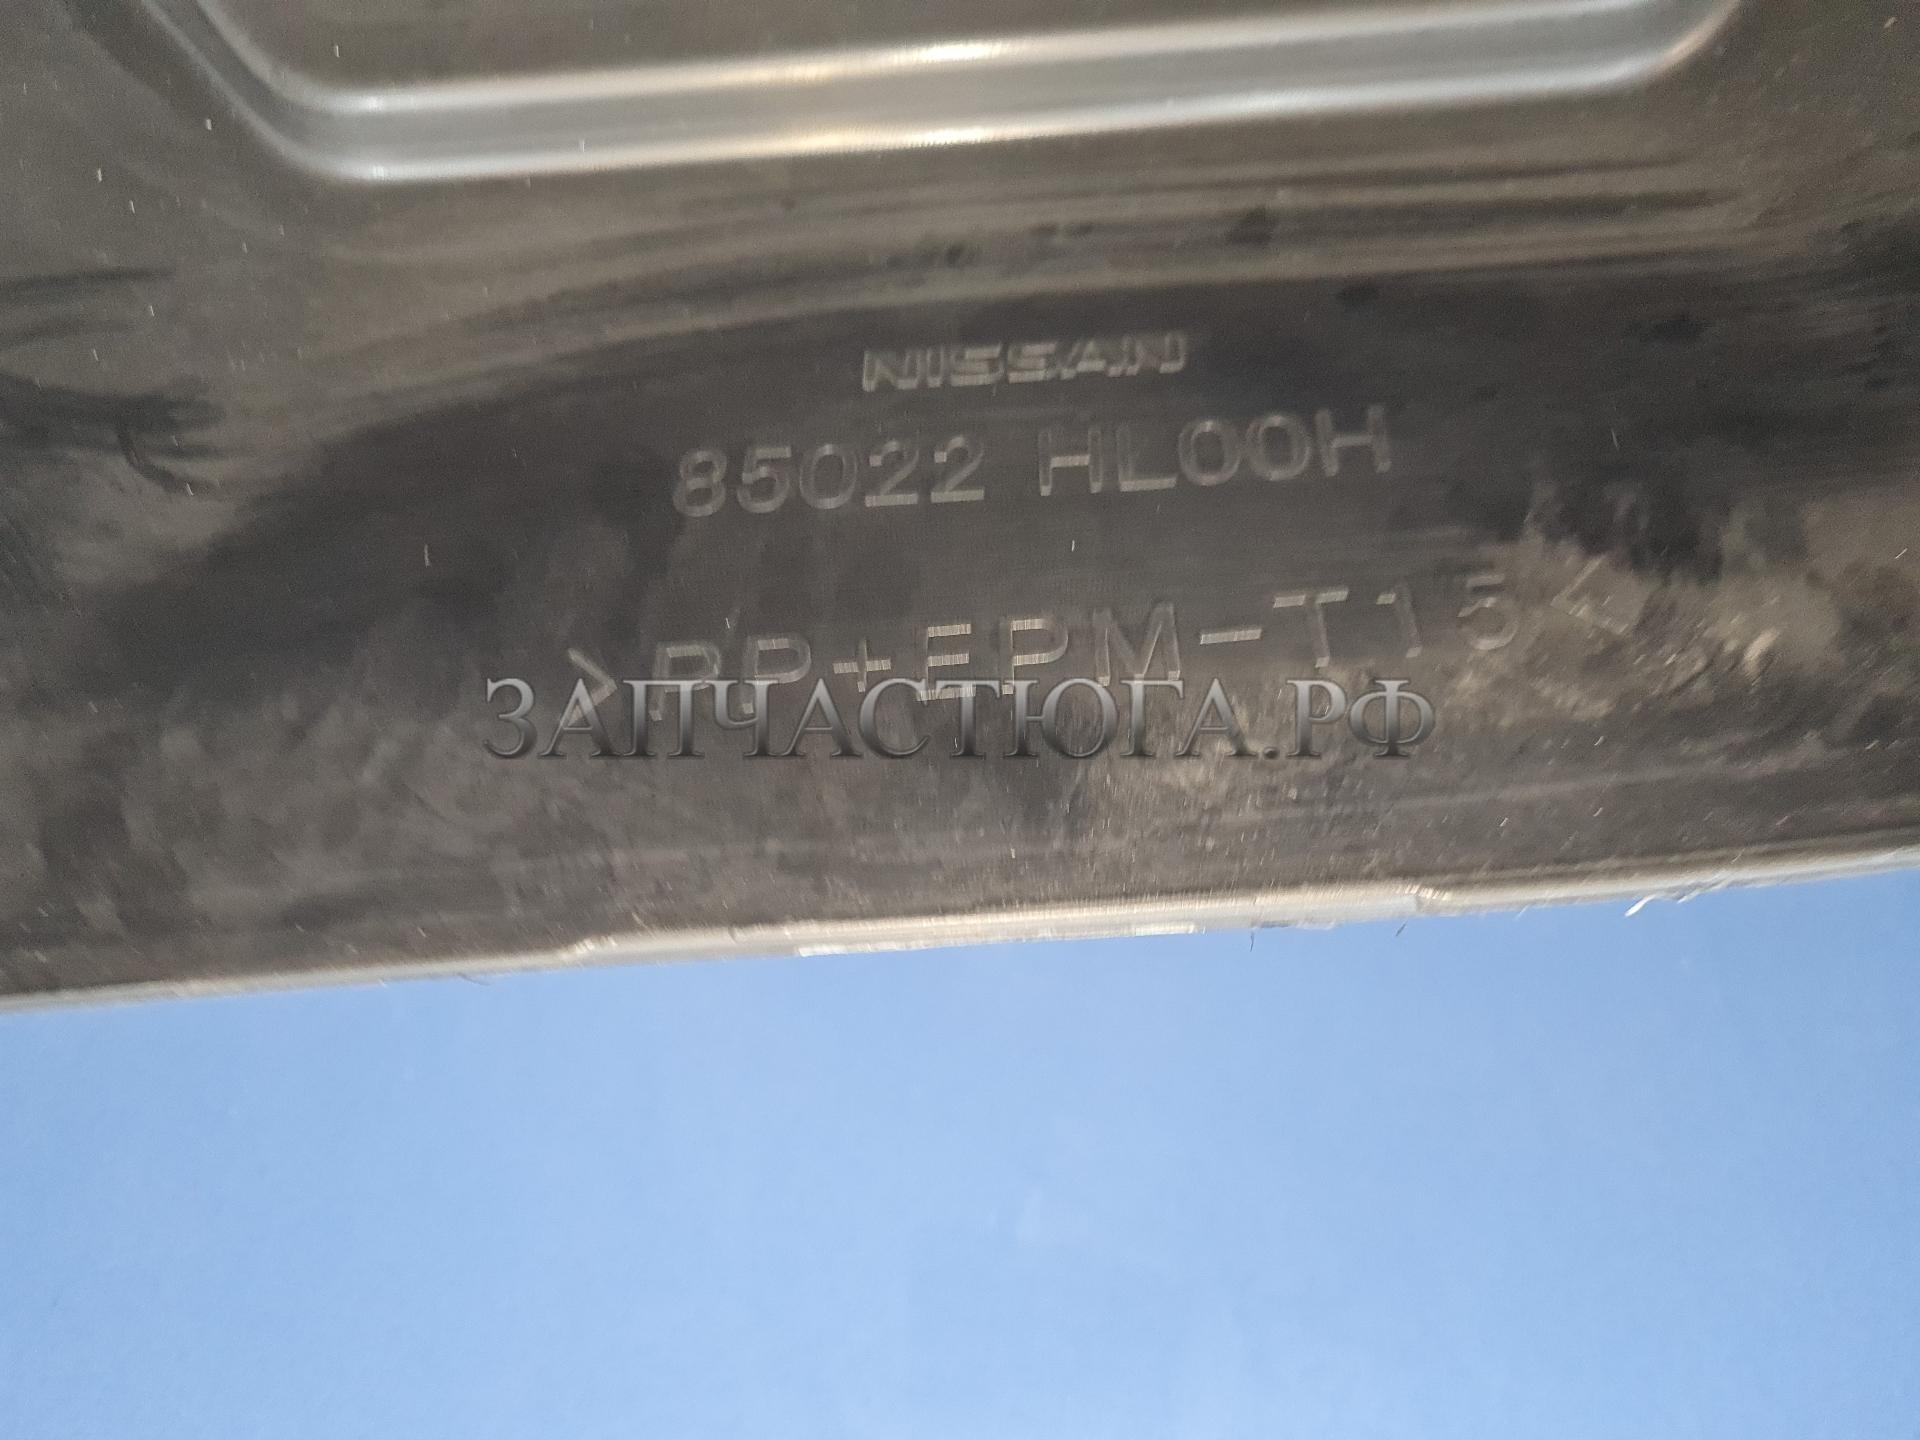 NISSAN
85022 HL00H
>PP+EPM-T15<
ЗАПЧАСТЮГА.РФ